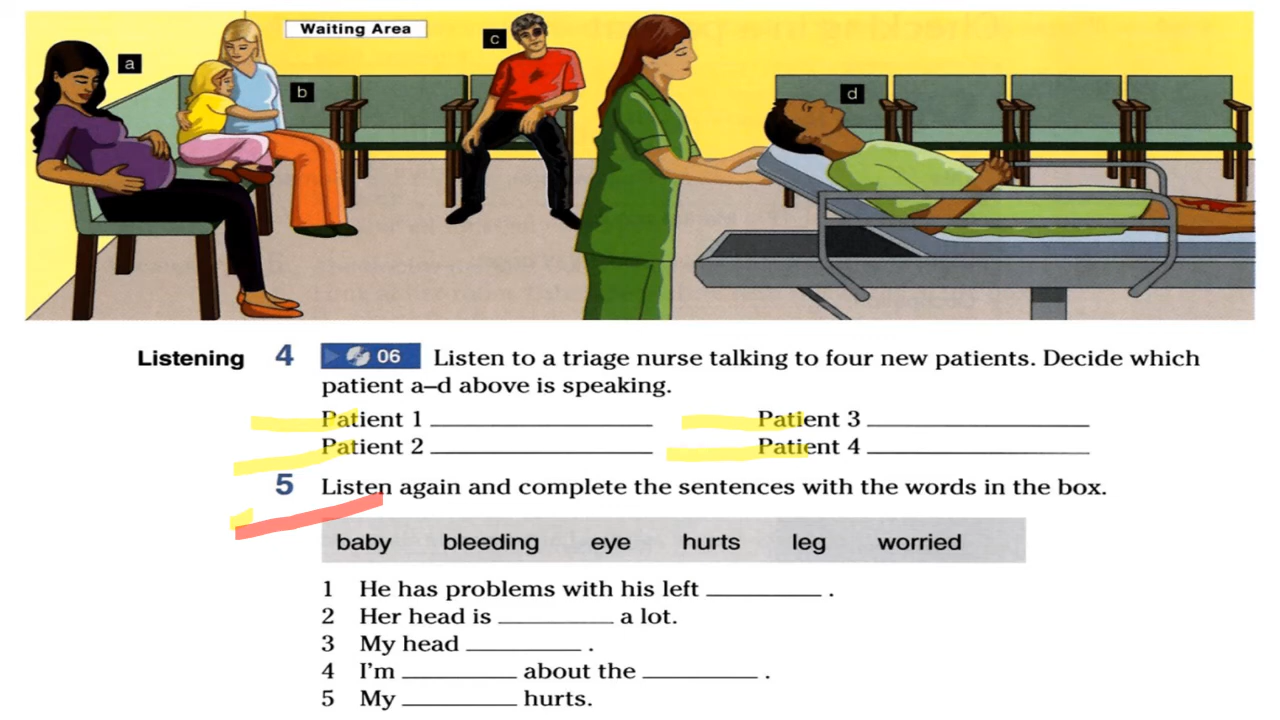 Waiting Area
a
b
c
d
Listening 4 06 Listen to a triage nurse talking to four new patients. Decide which
patient a–d above is speaking.
Patient 1 ____________ Patient 3 ____________
Patient 2 ____________ Patient 4 ____________
5 Listen again and complete the sentences with the words in the box.
baby bleeding eye hurts leg worried
1 He has problems with his left ________ .
2 Her head is ________ a lot.
3 My head ________ .
4 I'm ________ about the ________ .
5 My ________ hurts.